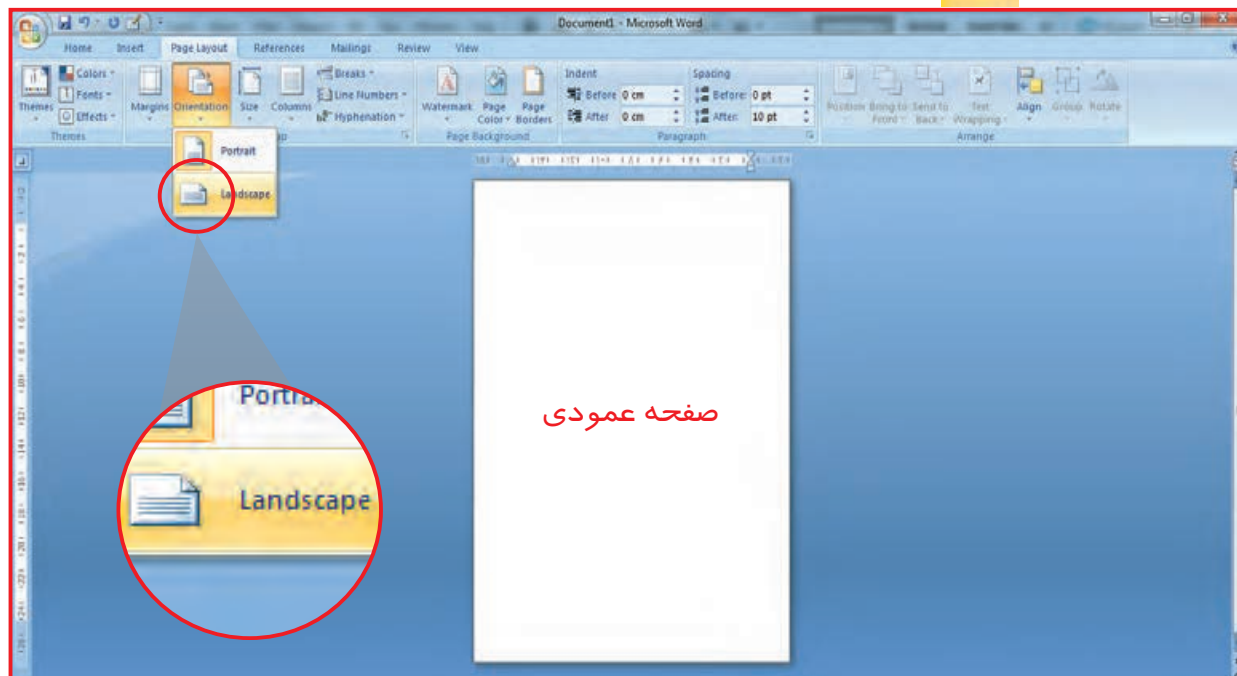 Document1 - Microsoft Word
Home Insert Page Layout References Mailings Review View
Colors
Fonts
Effects
Themes
Margins Orientation Size Columns
Breaks
Line Numbers
Hyphenation
Watermark Page Color Page Borders
Indent
Before 0 cm
After 0 cm
Spacing
Before: 0 pt
After: 10 pt
Position Bring to Front Send to Back Text Wrapping Align Group Rotate
Themes Page Background Paragraph Arrange
Portrait
Landscape
صفحه عمودی
Landscape